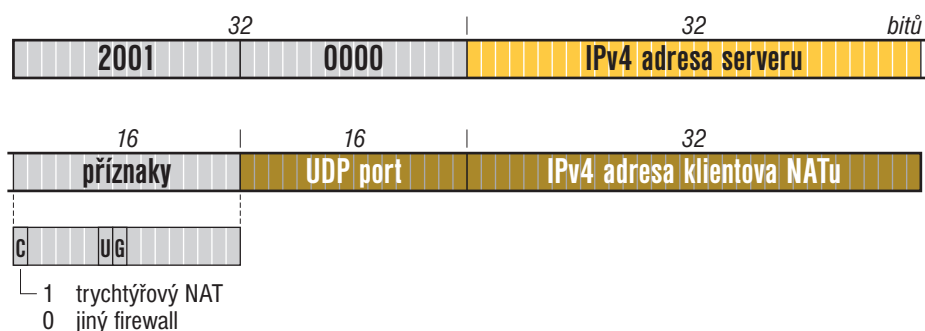 32 32 bitů
2001 0000 IPv4 adresa serveru
16 16 32
příznaky UDP port IPv4 adresa klientova NATu
C U G
1 trychtýřový NAT
0 jiný firewall